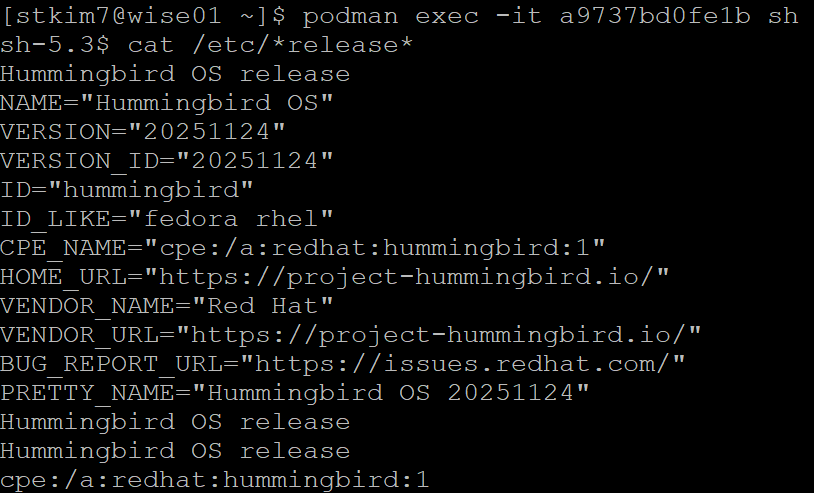 [stkim7@wise01 ~]$ podman exec -it a9737bd0fe1b sh
sh-5.3$ cat /etc/*release*
Hummingbird OS release
NAME="Hummingbird OS"
VERSION="20251124"
VERSION_ID="20251124"
ID="hummingbird"
ID_LIKE="fedora rhel"
CPE_NAME="cpe:/a:redhat:hummingbird:1"
HOME_URL="https://project-hummingbird.io/"
VENDOR_NAME="Red Hat"
VENDOR_URL="https://project-hummingbird.io/"
BUG_REPORT_URL="https://issues.redhat.com/"
PRETTY_NAME="Hummingbird OS 20251124"
Hummingbird OS release
Hummingbird OS release
cpe:/a:redhat:hummingbird:1